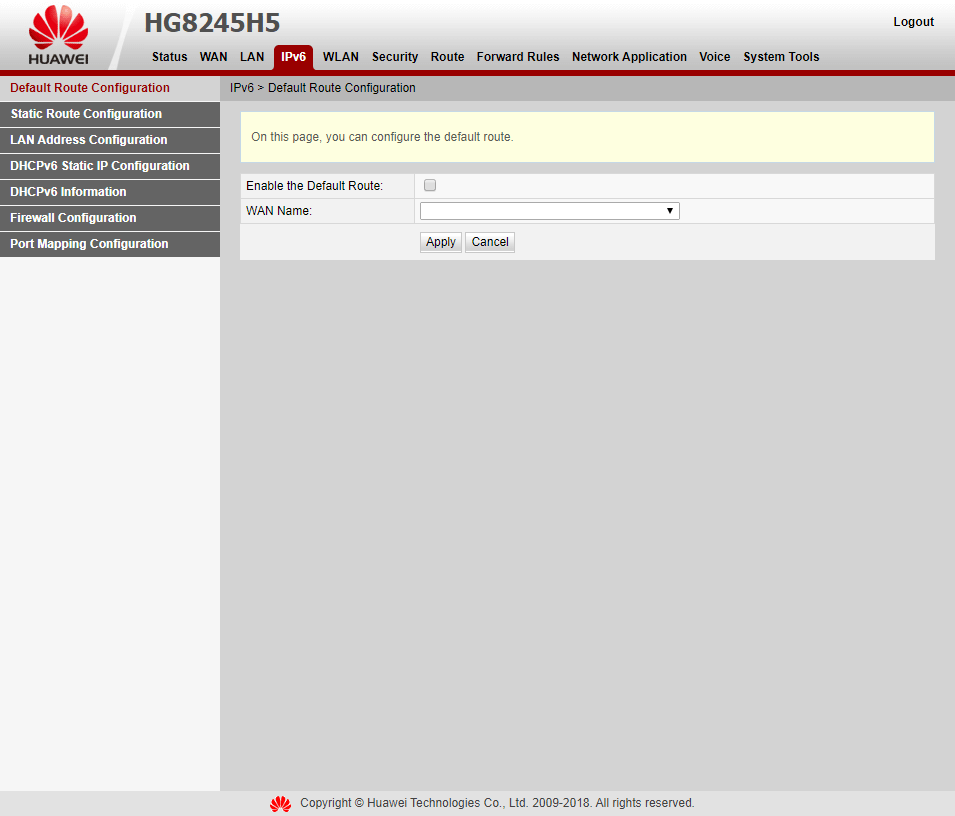 HUAWEI
HG8245H5
Logout
Status WAN LAN IPv6 WLAN Security Route Forward Rules Network Application Voice System Tools
Default Route Configuration
Static Route Configuration
LAN Address Configuration
DHCPv6 Static IP Configuration
DHCPv6 Information
Firewall Configuration
Port Mapping Configuration
IPv6 > Default Route Configuration
On this page, you can configure the default route.
Enable the Default Route:
WAN Name:
Apply Cancel
Copyright © Huawei Technologies Co., Ltd. 2009-2018. All rights reserved.